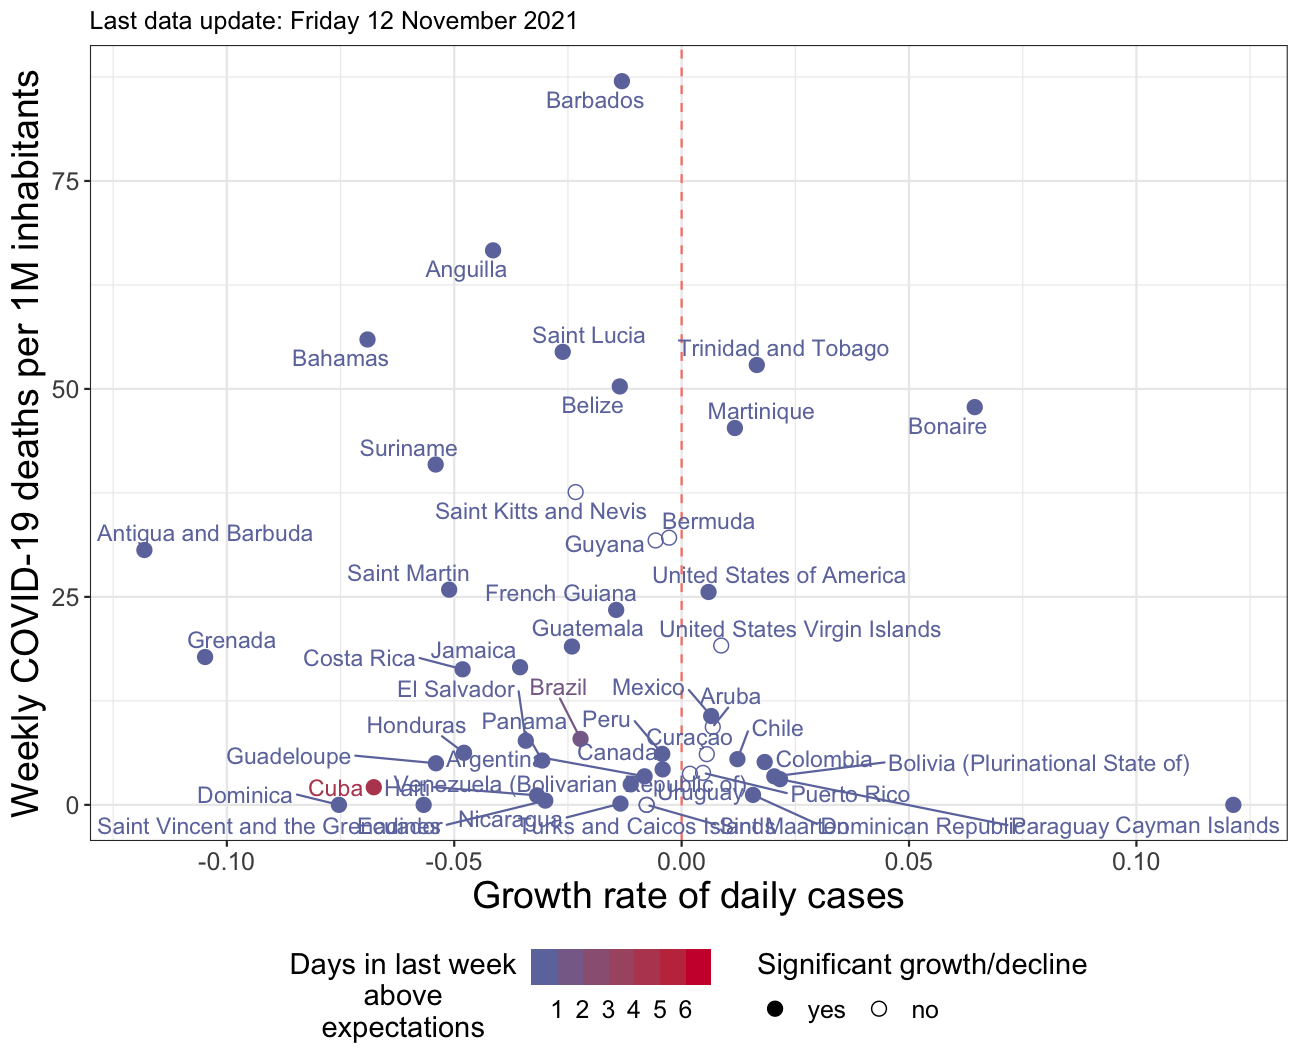 Last data update: Friday 12 November 2021
Weekly COVID-19 deaths per 1M inhabitants
75
50
25
0
Barbados
Anguilla
Saint Lucia
Trinidad and Tobago
Bahamas
Belize
Martinique
Bonaire
Suriname
Saint Kitts and Nevis
Bermuda
Antigua and Barbuda
Guyana
Saint Martin
United States of America
French Guiana
Guatemala
United States Virgin Islands
Grenada
Jamaica
Costa Rica
El Salvador
Brazil
Mexico
Aruba
Honduras
Panama
Peru
Chile
Curaçao
Guadeloupe
Argentina
Canada
Colombia
Bolivia (Plurinational State of)
Cuba
Haiti
Venezuela (Bolivarian Republic of)
Dominica
Uruguay
Puerto Rico
Saint Vincent and the Grenadines
Ecuador
Nicaragua
Turks and Caicos Islands
Sint Maarten
Dominican Republic
Paraguay
Cayman Islands
-0.10
-0.05
0.00
0.05
0.10
Growth rate of daily cases
Days in last week
above
expectations
1 2 3 4 5 6
Significant growth/decline
yes
no